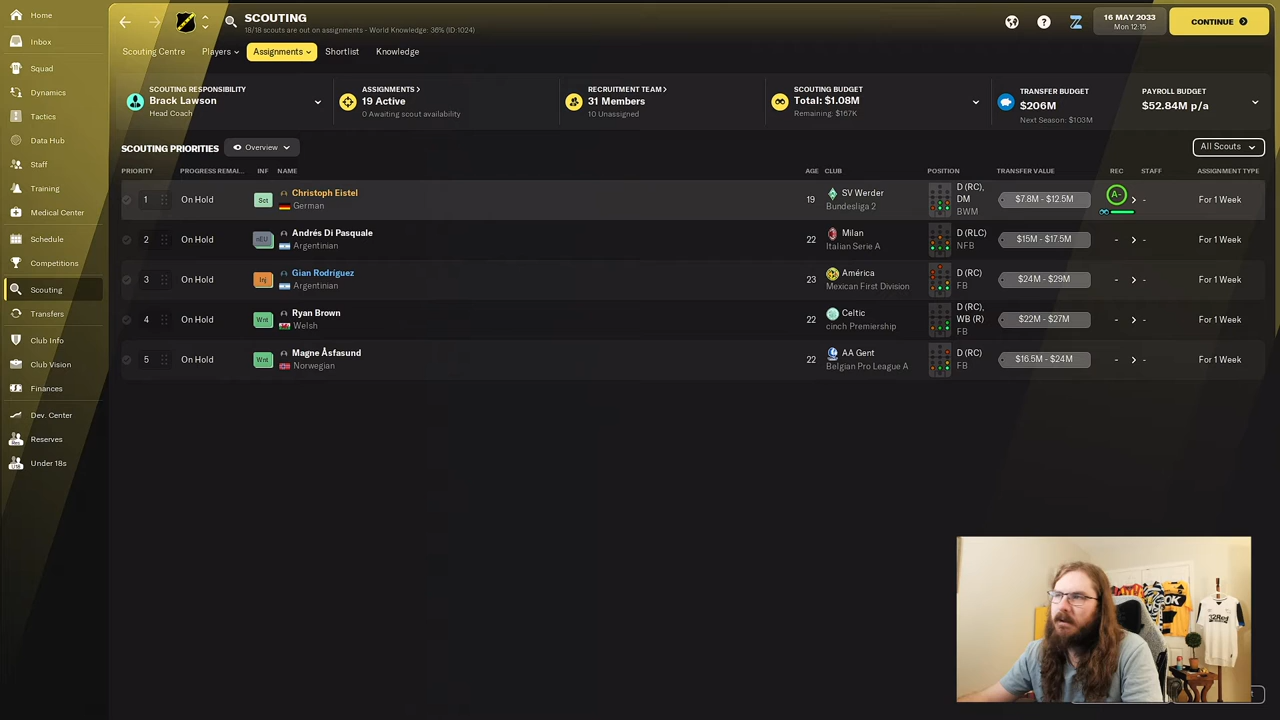 Home
Inbox
Squad
Dynamics
Tactics
Data Hub
Staff
Training
Medical Center
Schedule
Competitions
Scouting
Transfers
Club Info
Club Vision
Finances
Dev. Center
Reserves
Under 18s
SCOUTING
18/18 scouts are out on assignments - World Knowledge: 36% (ID:1024)
16 MAY 2033
Mon 12:15
CONTINUE
Scouting Centre
Players
Assignments
Shortlist
Knowledge
SCOUTING RESPONSIBILITY
Brack Lawson
Head Coach
ASSIGNMENTS
19 Active
0 Awaiting scout availability
RECRUITMENT TEAM
31 Members
10 Unassigned
SCOUTING BUDGET
Total: $1.08M
Remaining: $167K
TRANSFER BUDGET
$206M
Next Season: $103M
PAYROLL BUDGET
$52.84M p/a
SCOUTING PRIORITIES
Overview
All Scouts
PRIORITY PROGRESS REMAI... INF NAME AGE CLUB POSITION TRANSFER VALUE REC STAFF ASSIGNMENT TYPE
1 On Hold Sct Christoph Eistel German 19 SV Werder Bundesliga 2 D (RC), DM BWM $7.8M - $12.5M A- - For 1 Week
2 On Hold nEU Andrés Di Pasquale Argentinian 22 Milan Italian Serie A D (RLC) NFB $15M - $17.5M - - For 1 Week
3 On Hold Inj Gian Rodríguez Argentinian 23 América Mexican First Division D (RC) FB $24M - $29M - - For 1 Week
4 On Hold Wnt Ryan Brown Welsh 22 Celtic cinch Premiership D (RC), WB (R) FB $22M - $27M - - For 1 Week
5 On Hold Wnt Magne Åsfasund Norwegian 22 AA Gent Belgian Pro League A D (RC) FB $16.5M - $24M - - For 1 Week